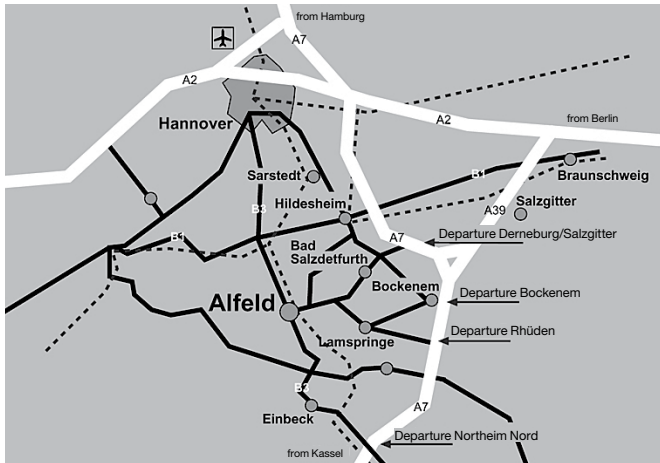 from Hamburg
A7
A2
Hannover
A2
from Berlin
Sarstedt
B1
Braunschweig
Hildesheim
B3
A39
Salzgitter
B1
A7
Departure Derneburg/Salzgitter
Bad
Salzdetfurth
Bockenem
Departure Bockenem
Alfeld
Departure Rhüden
Lamspringe
B3
A7
Einbeck
Departure Northeim Nord
from Kassel